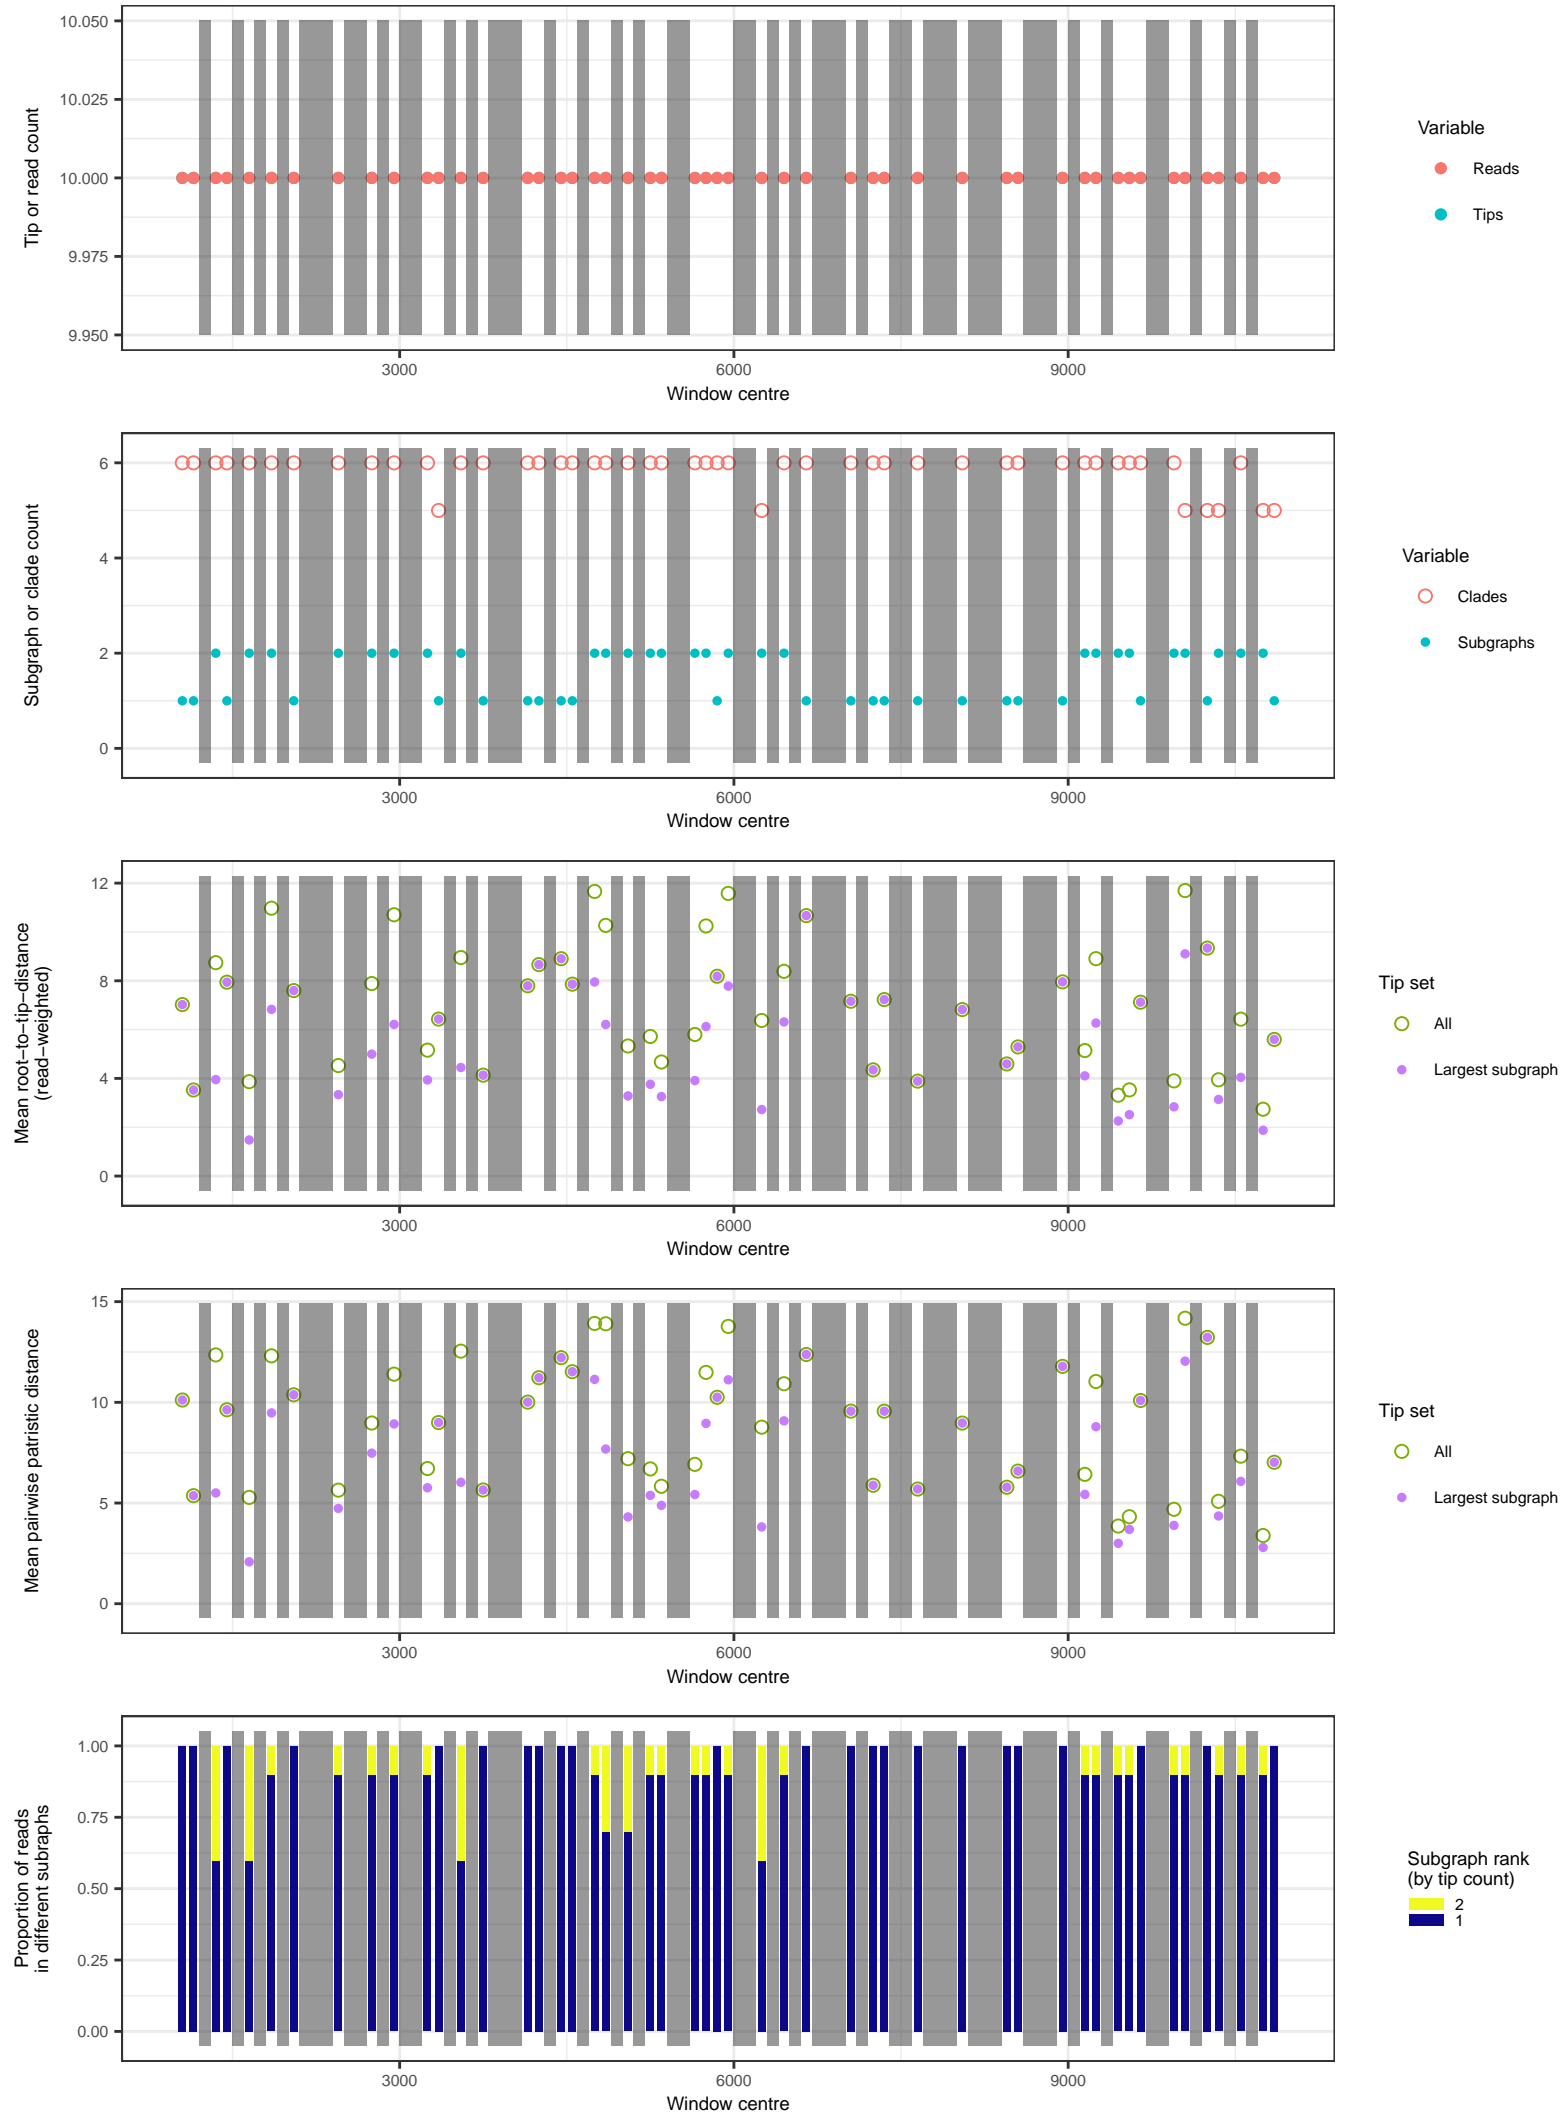 10.050
10.025
10.000
9.975
9.950
Tip or read count
3000
6000
9000
Window centre
Variable
Reads
Tips
6
4
2
0
Subgraph or clade count
3000
6000
9000
Window centre
Variable
Clades
Subgraphs
12
8
4
0
Mean root−to−tip−distance
(read−weighted)
3000
6000
9000
Window centre
Tip set
All
Largest subgraph
15
10
5
0
Mean pairwise patristic distance
3000
6000
9000
Window centre
Tip set
All
Largest subgraph
1.00
0.75
0.50
0.25
0.00
Proportion of reads
in different subraphs
3000
6000
9000
Window centre
Subgraph rank
(by tip count)
2
1